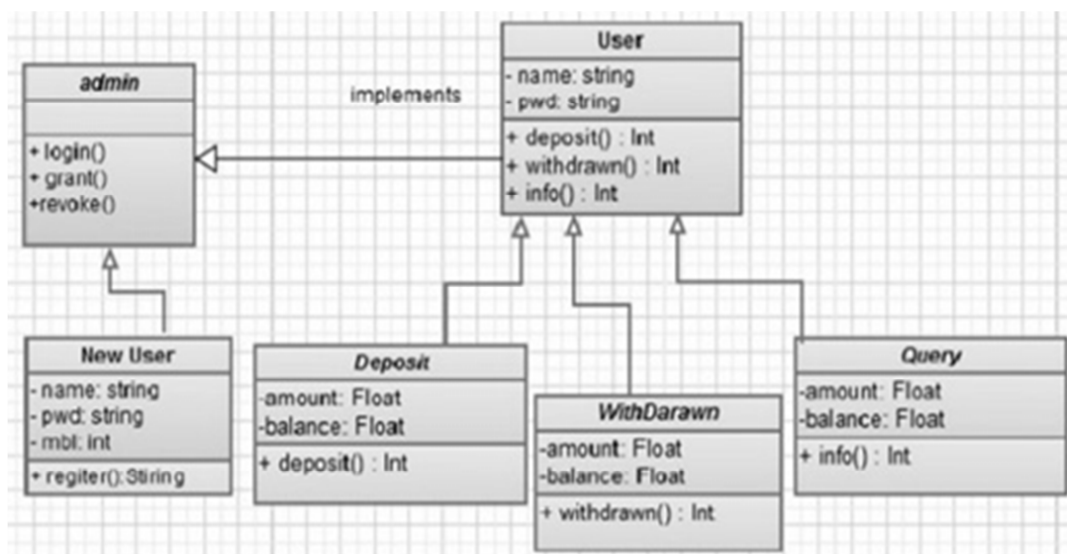 admin
+ login()
+ grant()
+revoke()
implements
User
- name: string
- pwd: string
+ deposit() : Int
+ withdrawn() : Int
+ info() : Int
New User
- name: string
- pwd: string
- mbl: int
+ regiter():Stiring
Deposit
-amount: Float
-balance: Float
+ deposit() : Int
WithDarawn
-amount: Float
-balance: Float
+ withdrawn() : Int
Query
-amount: Float
-balance: Float
+ info() : Int